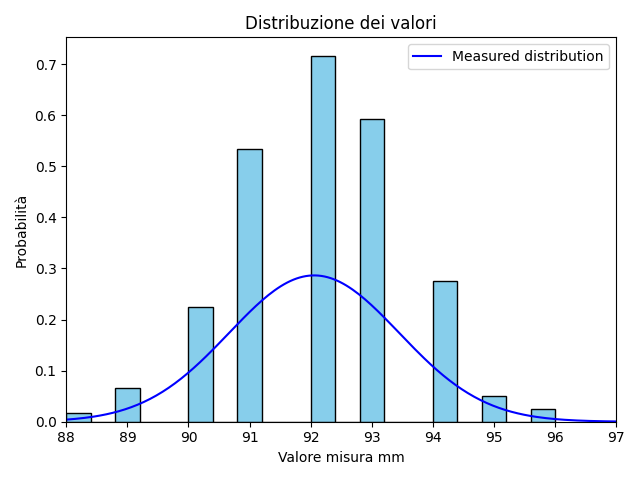 Distribuzione dei valori
Measured distribution
Probabilità
0.7
0.6
0.5
0.4
0.3
0.2
0.1
0.0
88 89 90 91 92 93 94 95 96 97
Valore misura mm